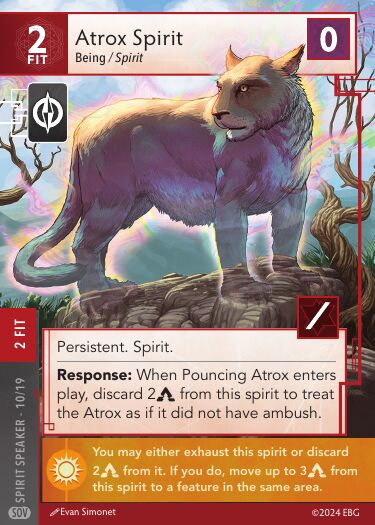 2
FIT
Atrox Spirit
Being / Spirit
0
Persistent. Spirit.
Response: When Pouncing Atrox enters
play, discard 2 from this spirit to treat
the Atrox as if it did not have ambush.
You may either exhaust this spirit or discard
2 from it. If you do, move up to 3 from
this spirit to a feature in the same area.
2 FIT
SPIRIT SPEAKER - 10/19
SOV
Evan Simonet
©2024 EBG